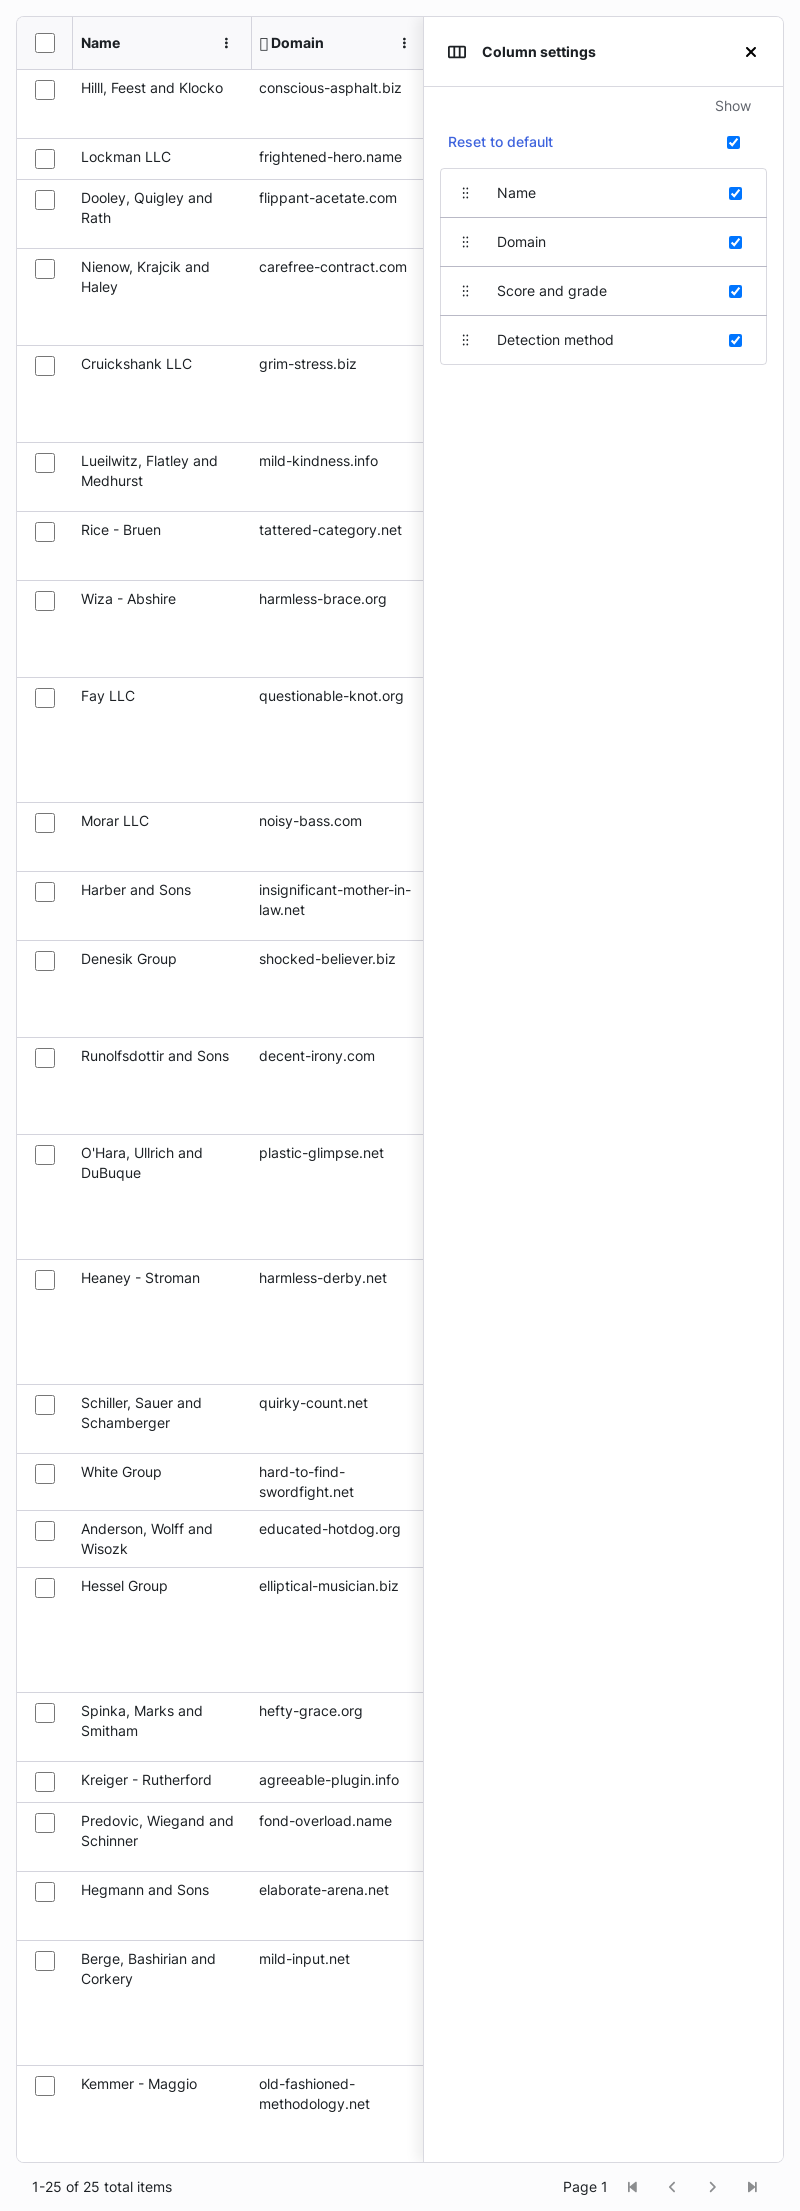 Name
Domain
Column settings
Show
Reset to default
Name
Domain
Score and grade
Detection method
Hilll, Feest and Klocko
conscious-asphalt.biz
Lockman LLC
frightened-hero.name
Dooley, Quigley and
Rath
flippant-acetate.com
Nienow, Krajcik and
Haley
carefree-contract.com
Cruickshank LLC
grim-stress.biz
Lueilwitz, Flatley and
Medhurst
mild-kindness.info
Rice - Bruen
tattered-category.net
Wiza - Abshire
harmless-brace.org
Fay LLC
questionable-knot.org
Morar LLC
noisy-bass.com
Harber and Sons
insignificant-mother-in-
law.net
Denesik Group
shocked-believer.biz
Runolfsdottir and Sons
decent-irony.com
O'Hara, Ullrich and
DuBuque
plastic-glimpse.net
Heaney - Stroman
harmless-derby.net
Schiller, Sauer and
Schamberger
quirky-count.net
White Group
hard-to-find-
swordfight.net
Anderson, Wolff and
Wisozk
educated-hotdog.org
Hessel Group
elliptical-musician.biz
Spinka, Marks and
Smitham
hefty-grace.org
Kreiger - Rutherford
agreeable-plugin.info
Predovic, Wiegand and
Schinner
fond-overload.name
Hegmann and Sons
elaborate-arena.net
Berge, Bashirian and
Corkery
mild-input.net
Kemmer - Maggio
old-fashioned-
methodology.net
1-25 of 25 total items
Page 1